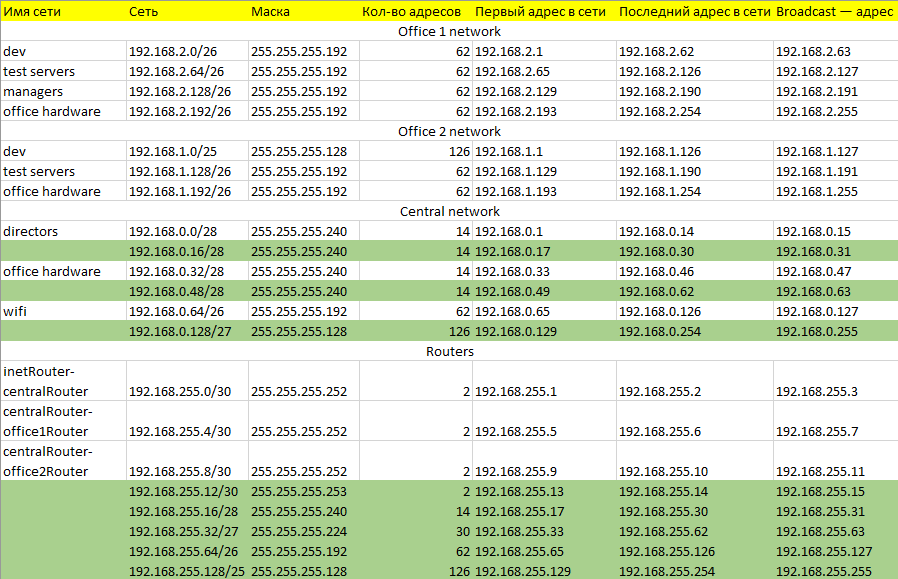 Имя сети Сеть Маска Кол-во адресов Первый адрес в сети Последний адрес в сети Broadcast — адрес
Office 1 network
dev 192.168.2.0/26 255.255.255.192 62 192.168.2.1 192.168.2.62 192.168.2.63
test servers 192.168.2.64/26 255.255.255.192 62 192.168.2.65 192.168.2.126 192.168.2.127
managers 192.168.2.128/26 255.255.255.192 62 192.168.2.129 192.168.2.190 192.168.2.191
office hardware 192.168.2.192/26 255.255.255.192 62 192.168.2.193 192.168.2.254 192.168.2.255
Office 2 network
dev 192.168.1.0/25 255.255.255.128 126 192.168.1.1 192.168.1.126 192.168.1.127
test servers 192.168.1.128/26 255.255.255.192 62 192.168.1.129 192.168.1.190 192.168.1.191
office hardware 192.168.1.192/26 255.255.255.192 62 192.168.1.193 192.168.1.254 192.168.1.255
Central network
directors 192.168.0.0/28 255.255.255.240 14 192.168.0.1 192.168.0.14 192.168.0.15
192.168.0.16/28 255.255.255.240 14 192.168.0.17 192.168.0.30 192.168.0.31
office hardware 192.168.0.32/28 255.255.255.240 14 192.168.0.33 192.168.0.46 192.168.0.47
192.168.0.48/28 255.255.255.240 14 192.168.0.49 192.168.0.62 192.168.0.63
wifi 192.168.0.64/26 255.255.255.192 62 192.168.0.65 192.168.0.126 192.168.0.127
192.168.0.128/27 255.255.255.128 126 192.168.0.129 192.168.0.254 192.168.0.255
Routers
inetRouter-
centralRouter 192.168.255.0/30 255.255.255.252 2 192.168.255.1 192.168.255.2 192.168.255.3
centralRouter-
office1Router 192.168.255.4/30 255.255.255.252 2 192.168.255.5 192.168.255.6 192.168.255.7
centralRouter-
office2Router 192.168.255.8/30 255.255.255.252 2 192.168.255.9 192.168.255.10 192.168.255.11
192.168.255.12/30 255.255.255.253 2 192.168.255.13 192.168.255.14 192.168.255.15
192.168.255.16/28 255.255.255.240 14 192.168.255.17 192.168.255.30 192.168.255.31
192.168.255.32/27 255.255.255.224 30 192.168.255.33 192.168.255.62 192.168.255.63
192.168.255.64/26 255.255.255.192 62 192.168.255.65 192.168.255.126 192.168.255.127
192.168.255.128/25 255.255.255.128 126 192.168.255.129 192.168.255.254 192.168.255.255